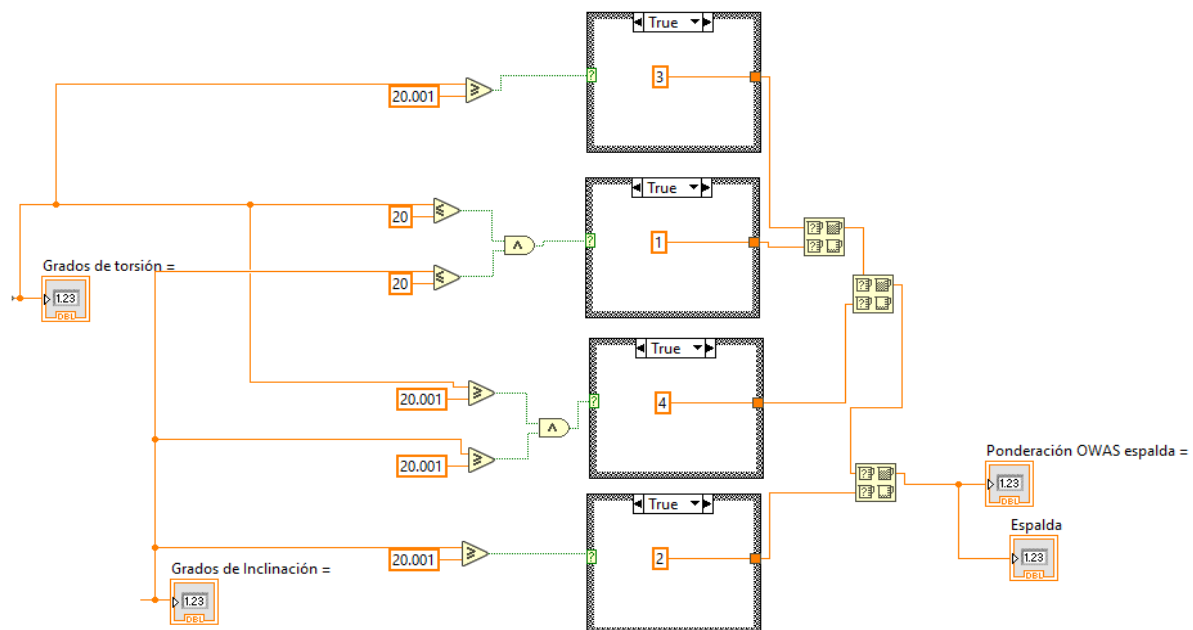 True
3
20.001
True
20
1
20
Grados de torsión =
1.23
DBL
True
20.001
4
20.001
Ponderación OWAS espalda =
1.23
DBL
True
Espalda
20.001
2
1.23
DBL
Grados de Inclinación =
1.23
DBL